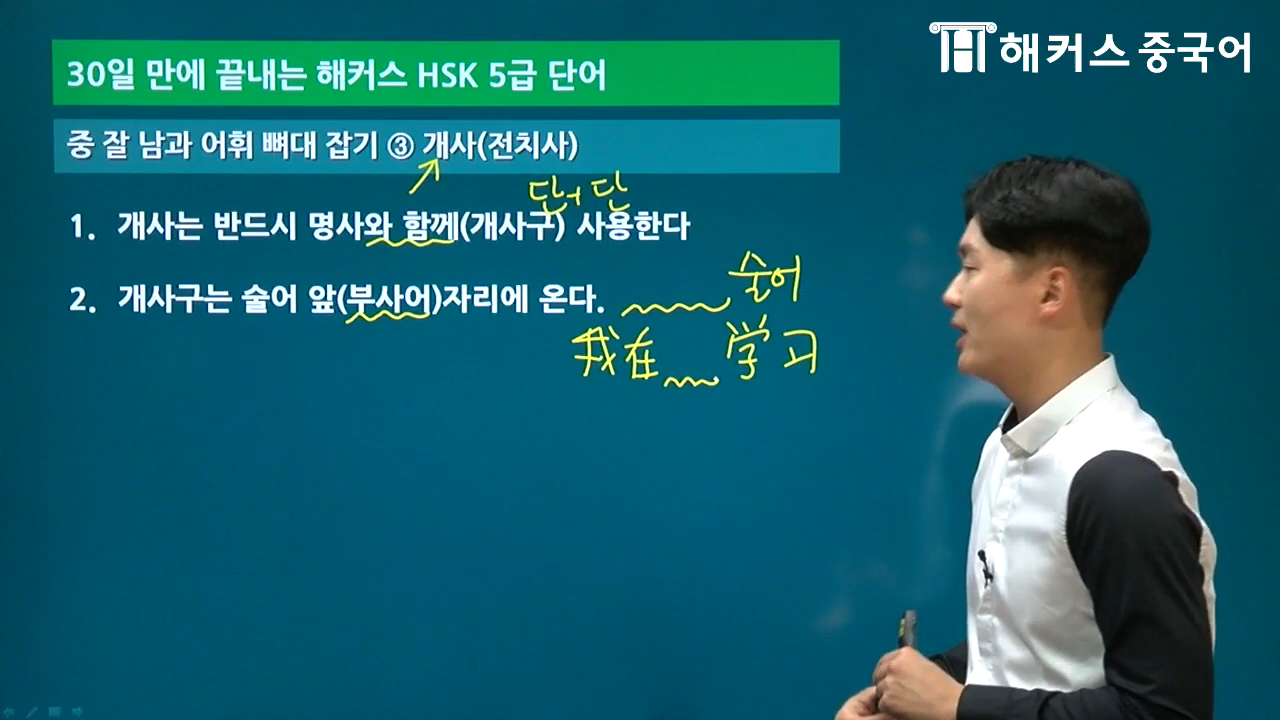 해커스 중국어
30일 만에 끝내는 해커스 HSK 5급 단어
중 잘 남과 어휘 뼈대 잡기 ③ 개사(전치사)
단+단
1. 개사는 반드시 명사와 함께(개사구) 사용한다
술어
2. 개사구는 술어 앞(부사어)자리에 온다.
我在 学习